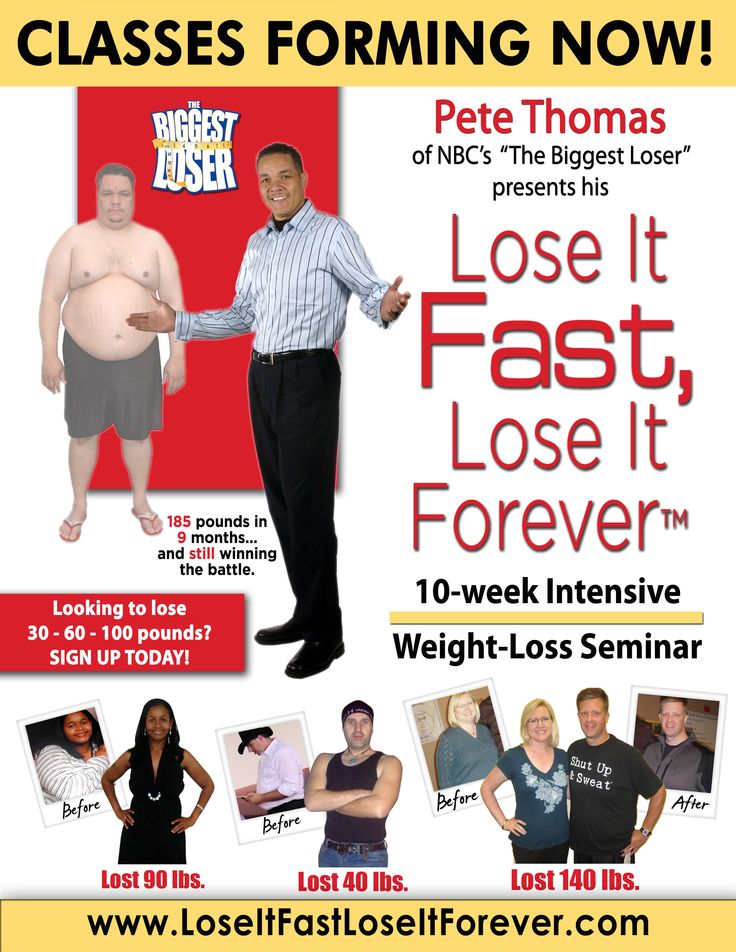 CLASSES FORMING NOW!
THE
BIGGEST
LOSER
Pete Thomas
of NBC's "The Biggest Loser"
presents his
Lose It
Fast,
Lose It
Forever™
185 pounds in
9 months...
and still winning
the battle.
10-week Intensive
Weight-Loss Seminar
Looking to lose
30 - 60 - 100 pounds?
SIGN UP TODAY!
Before
Before
Before
Shut Up
& Sweat
After
Lost 90 lbs.
Lost 40 lbs.
Lost 140 lbs.
www.LoseItFastLoseItForever.com